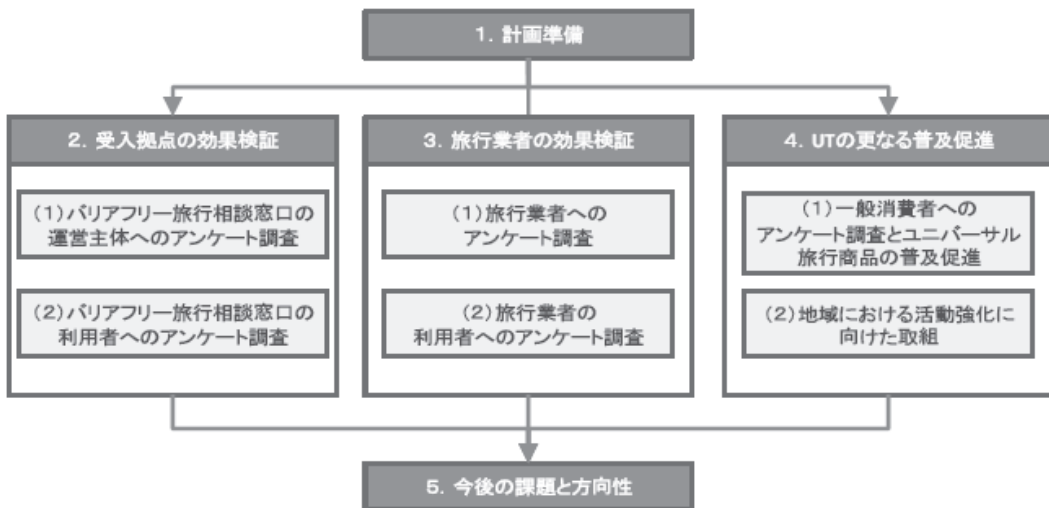 1. 計画準備
2. 受入拠点の効果検証
(1)バリアフリー旅行相談窓口の
運営主体へのアンケート調査
(2)バリアフリー旅行相談窓口の
利用者へのアンケート調査
3. 旅行業者の効果検証
(1)旅行業者への
アンケート調査
(2)旅行業者の
利用者へのアンケート調査
4. UTの更なる普及促進
(1)一般消費者への
アンケート調査とユニバーサル
旅行商品の普及促進
(2)地域における活動強化に
向けた取組
5. 今後の課題と方向性